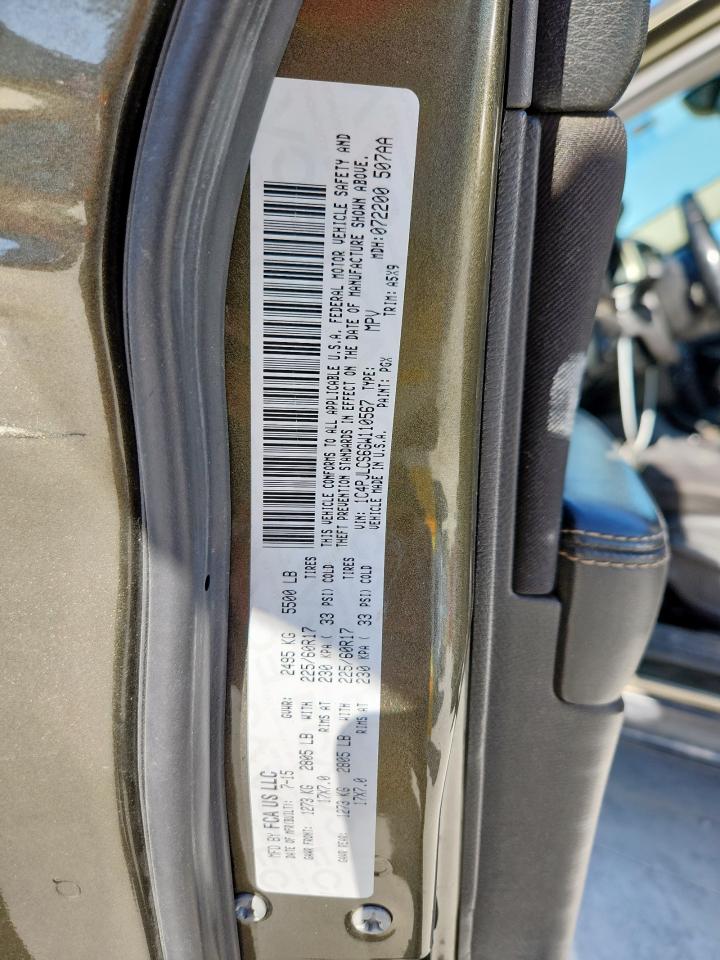 MFD BY FCA US LLC
DATE OF MFR/BUILT: 7-15 GVWR: 2495 KG 5500 LB
GAWR FRONT: 1273 KG 2805 LB WITH 225/60R17 TIRES
17X7.0 RIMS AT 230 KPA ( 33 PSI) COLD
GAWR REAR: 1273 KG 2805 LB WITH 225/60R17 TIRES
17X7.0 RIMS AT 230 KPA ( 33 PSI) COLD
THIS VEHICLE CONFORMS TO ALL APPLICABLE U.S.A. FEDERAL MOTOR VEHICLE SAFETY AND
THEFT PREVENTION STANDARDS IN EFFECT ON THE DATE OF MANUFACTURE SHOWN ABOVE.
VIN: 1C4PJLCS6GW110567 TYPE: MPV MDH:072200 507AA
VEHICLE MADE IN U.S.A. PAINT: PGX TRIM: A5X9